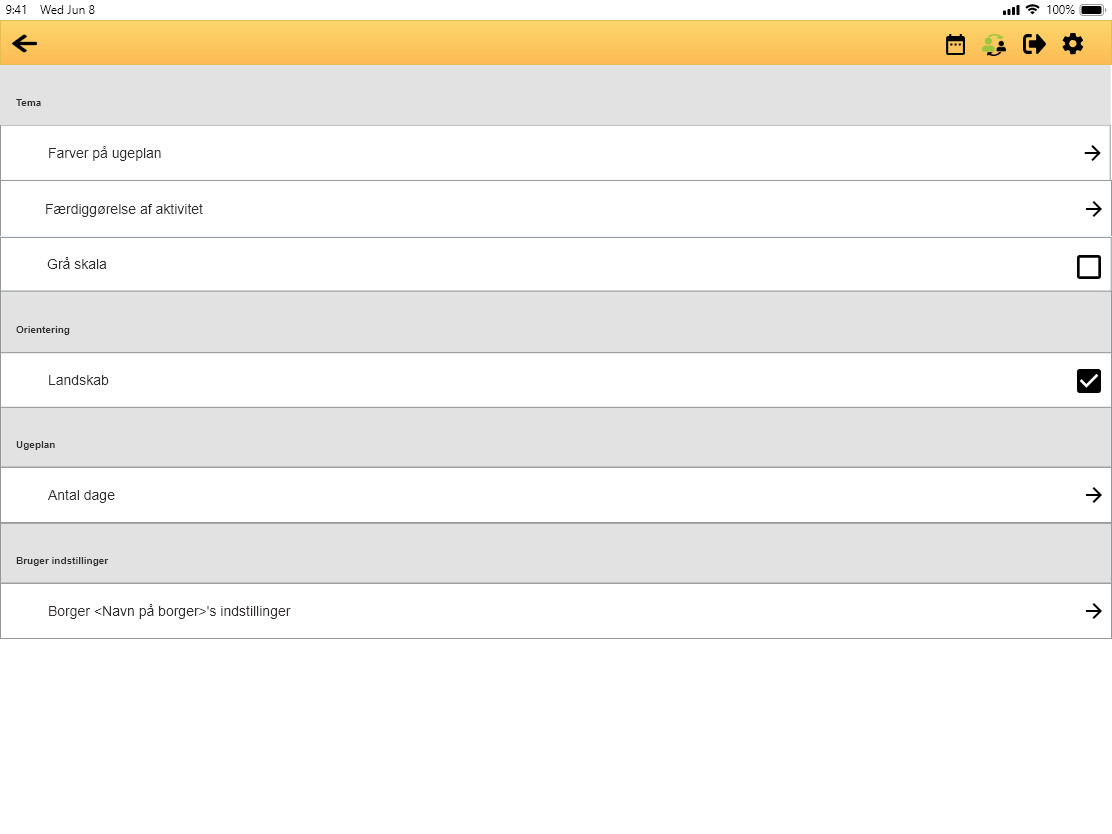 9:41 Wed Jun 8 100%
Tema
Farver på ugeplan
Færdiggørelse af aktivitet
Grå skala
Orientering
Landskab
Ugeplan
Antal dage
Bruger indstillinger
Borger <Navn på borger>'s indstillinger